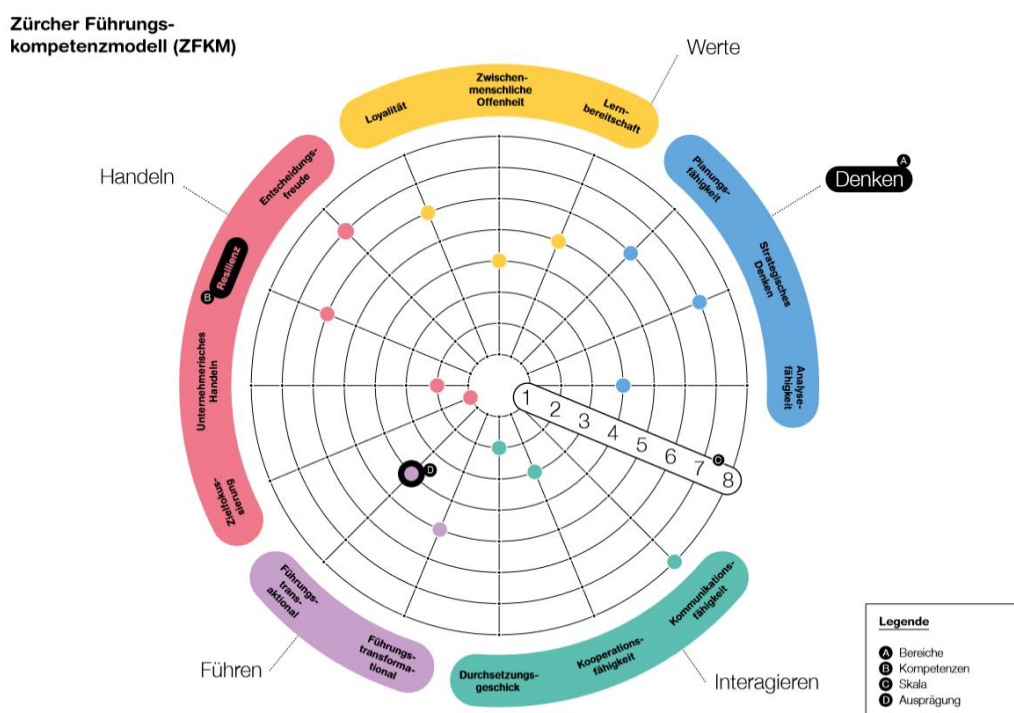 Zürcher Führungs-
kompetenzmodell (ZFKM)
Werte
Loyalität
Zwischen-
menschliche
Offenheit
Lern-
bereitschaft
Denken
A
Planungs-
fähigkeit
Strategisches
Denken
Analyse-
fähigkeit
Handeln
Entscheidungs-
freude
Resilienz
B
Unternehmerisches
Handeln
Zielfokus-
sierung
1
2
3
4
5
6
7
8
C
D
Führen
Führungs-
trans-
aktional
Führungs-
transforma-
tional
Interagieren
Durchsetzungs-
geschick
Kooperations-
fähigkeit
Kommunikations-
fähigkeit
Legende
A Bereiche
B Kompetenzen
C Skala
D Ausprägung